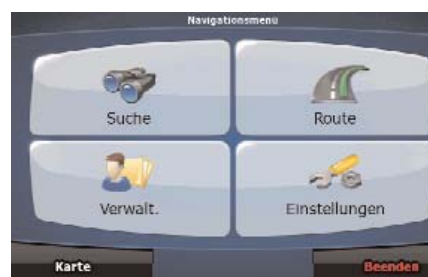 Navigationsmenü
Suche
Route
Verwalt.
Einstellungen
Karte
Beenden